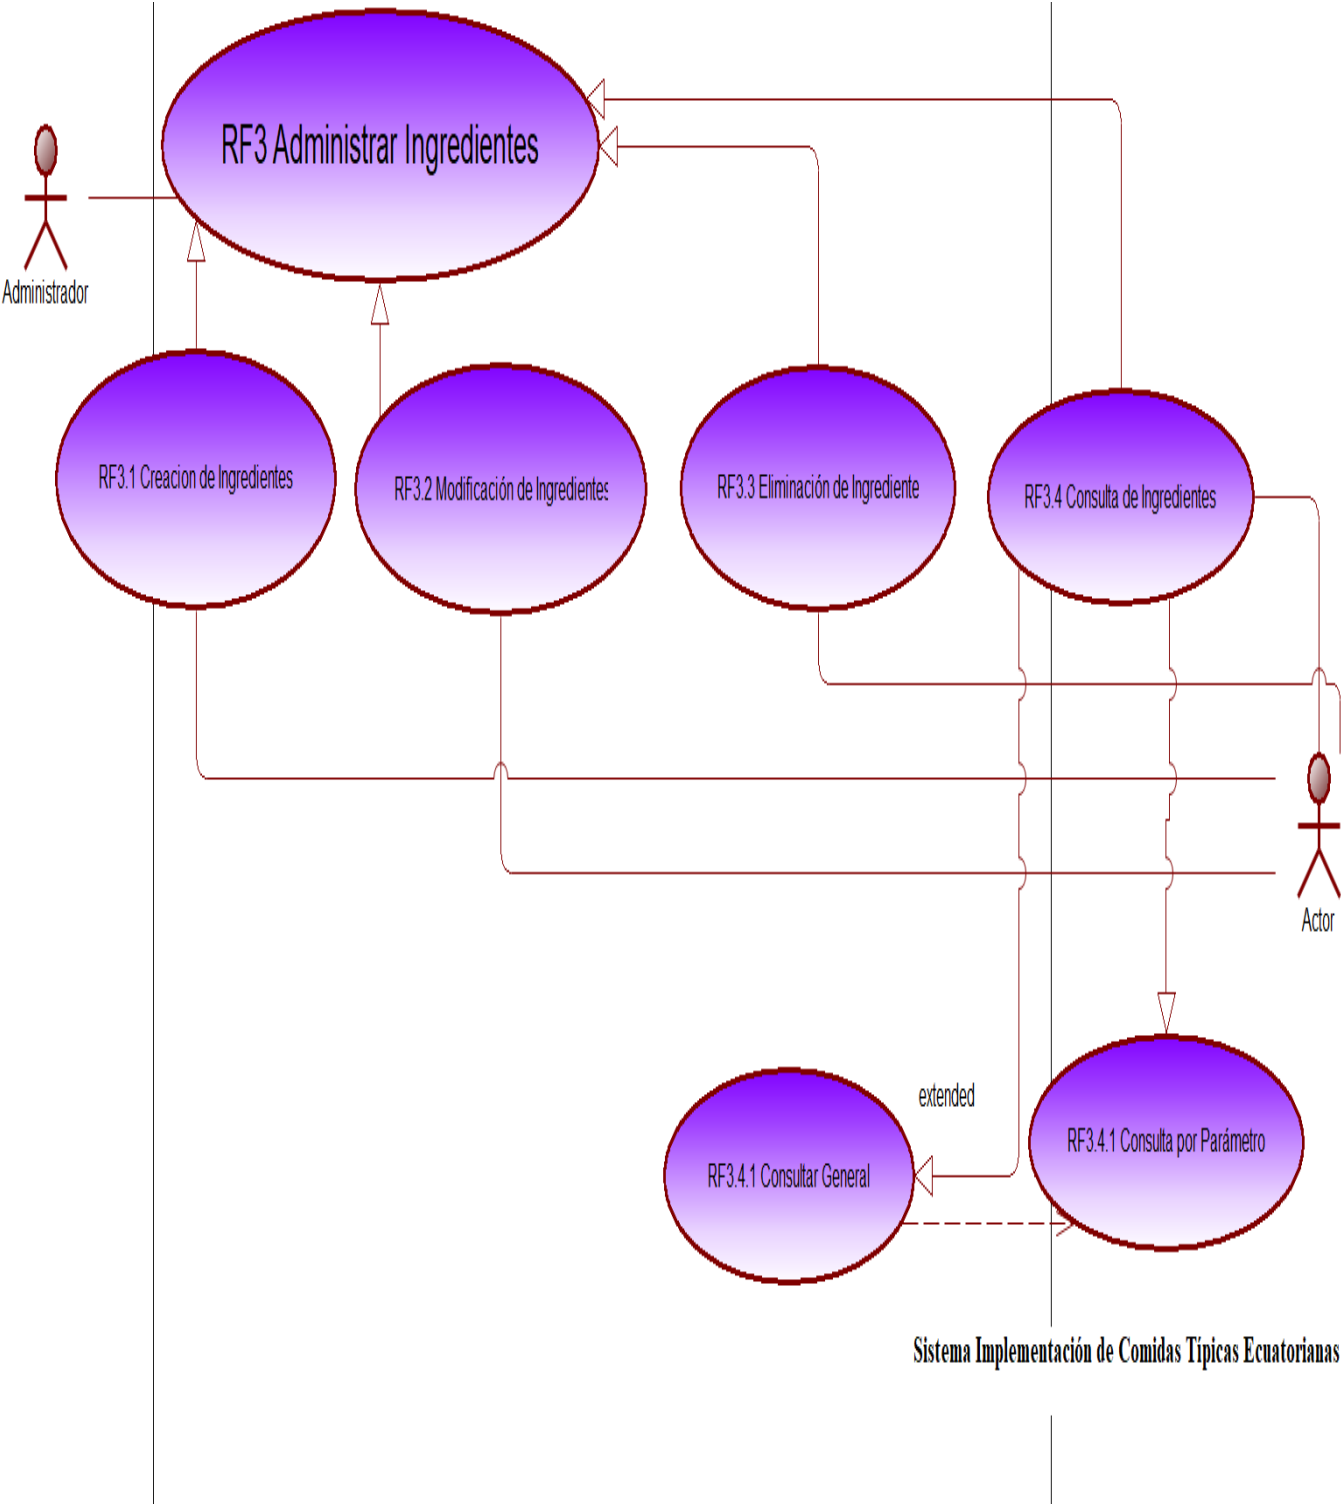 RF3 Administrar Ingredientes
Administrador
RF3.1 Creacion de Ingredientes
RF3.2 Modificación de Ingredientes
RF3.3 Eliminación de Ingrediente
RF3.4 Consulta de Ingredientes
Actor
extended
RF3.4.1 Consulta por Parámetro
RF3.4.1 Consultar General
Sistema Implementación de Comidas Típicas Ecuatorianas